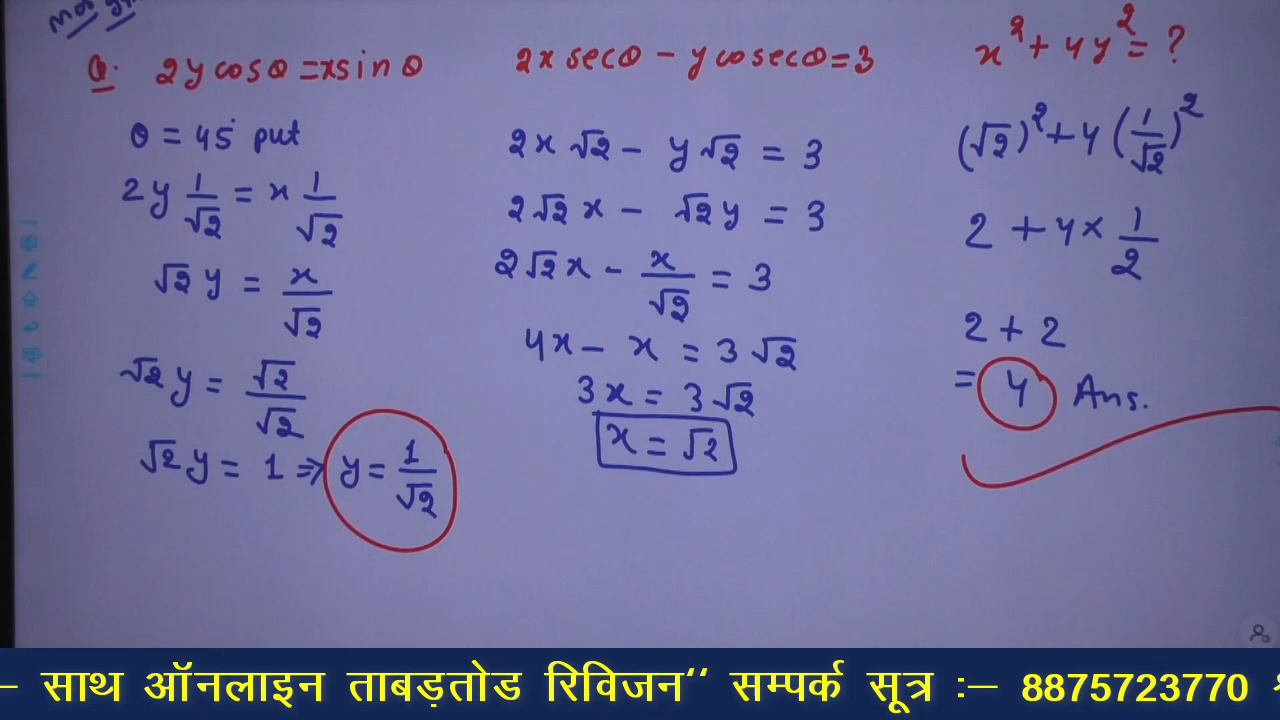 Q. 2y cosθ = x sinθ 2x secθ - y cosecθ = 3 x² + 4y² = ?
θ = 45° put
2y 1/√2 = x 1/√2
√2 y = x/√2
√2 y = √2/√2
√2 y = 1 ⇒ y = 1/√2
2x √2 - y√2 = 3
2√2 x - √2 y = 3
2√2 x - x/√2 = 3
4x - x = 3√2
3x = 3√2
x = √2
(√2)² + 4 (1/√2)²
2 + 4 × 1/2
2 + 2
= 4 Ans.
– साथ ऑनलाइन ताबड़तोड रिविजन“ सम्पर्क सूत्र :– 8875723770